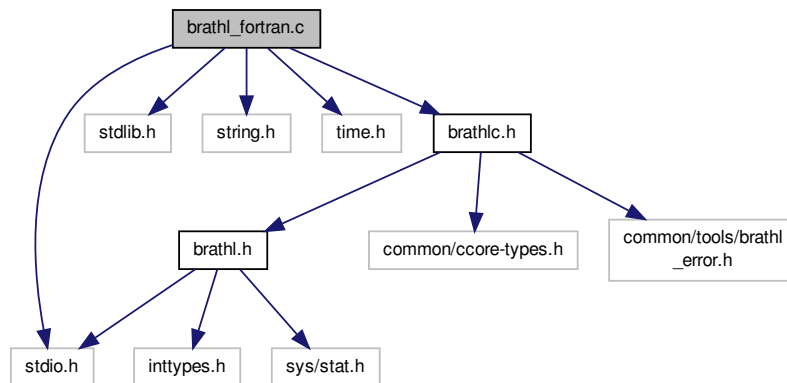 brathl_fortran.c
stdlib.h
string.h
time.h
brathlc.h
brathl.h
common/ccore-types.h
common/tools/brathl
_error.h
stdio.h
inttypes.h
sys/stat.h